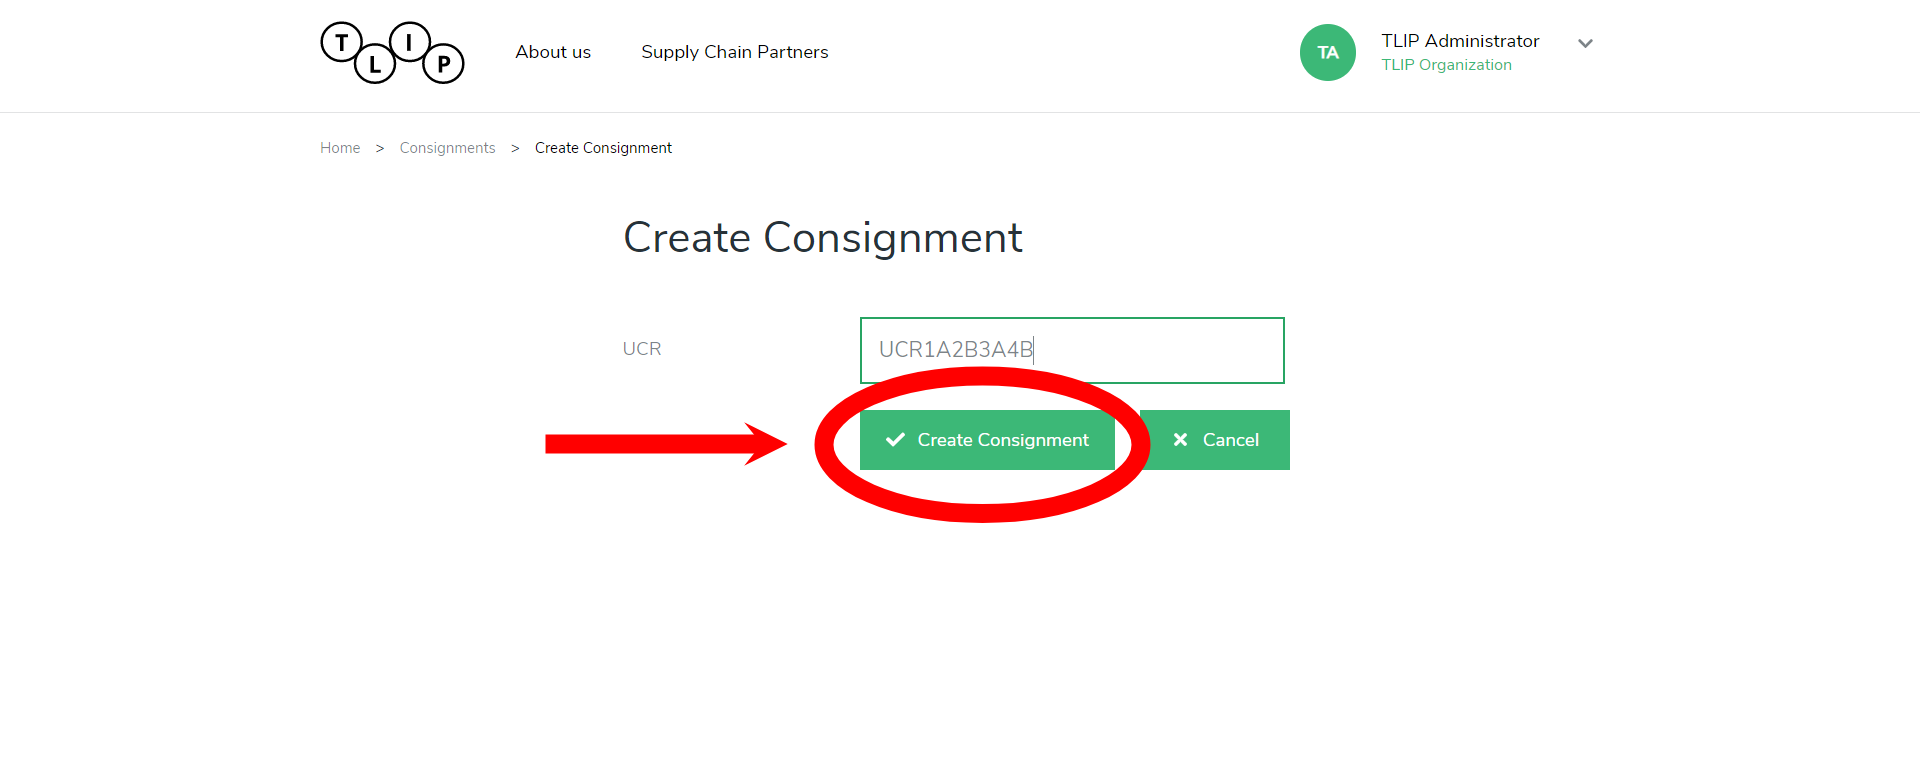 TLIP
About us
Supply Chain Partners
TA
TLIP Administrator
TLIP Organization
Home > Consignments > Create Consignment
Create Consignment
UCR
UCR1A2B3A4B
Create Consignment
Cancel